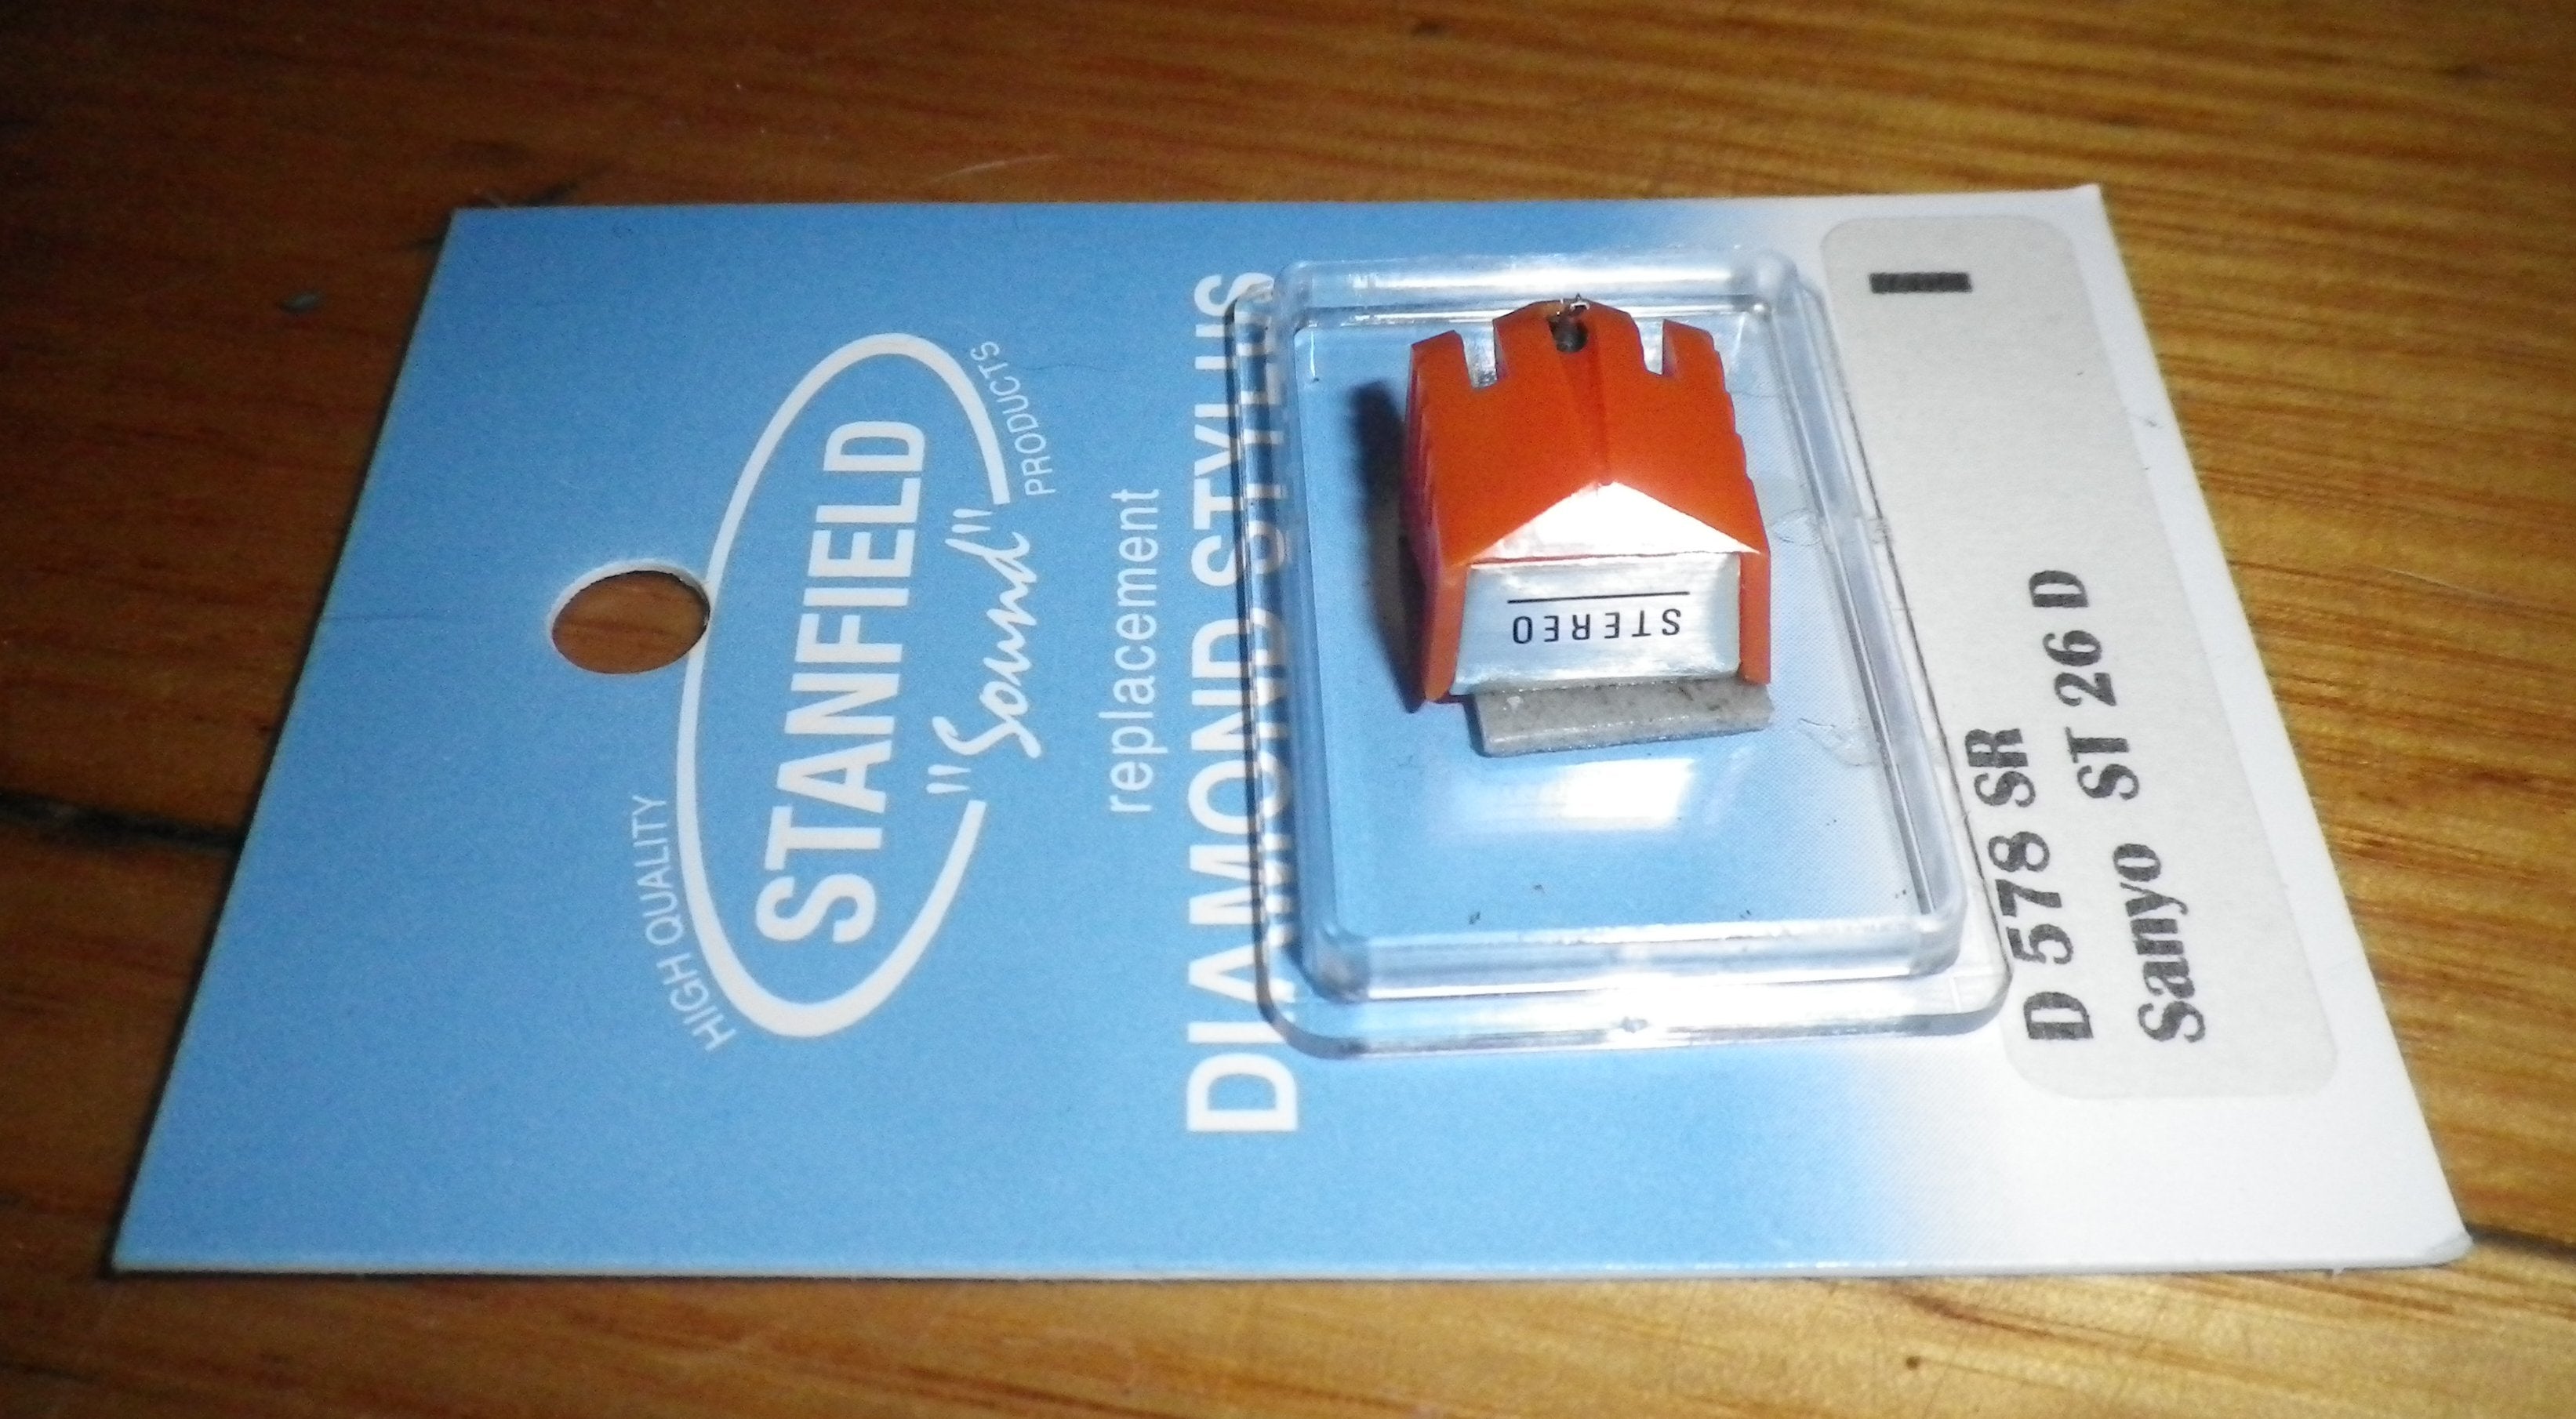 HIGH QUALITY
STANFIELD
"Sound"
PRODUCTS
replacement
DIAMOND STYLUS
STEREO
D 578 SR
Sanyo ST 26 D